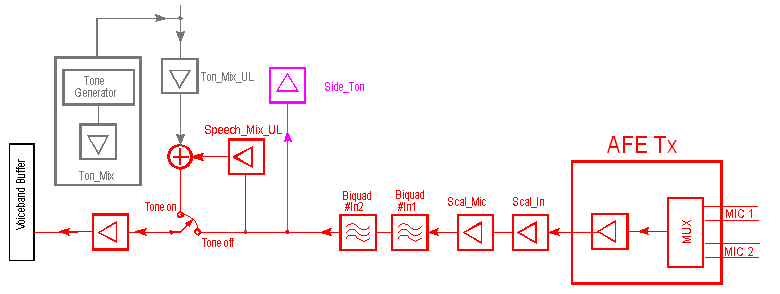 Tone
Generator
Ton_Mix
Ton_Mix_UL
Side_Ton
Speech_Mix_UL
AFE Tx
Voiceband buffer
Tone on
Tone off
Biquad
#In2
Biquad
#In1
Scal_Mic
Scal_In
MUX
MIC 1
MIC 2